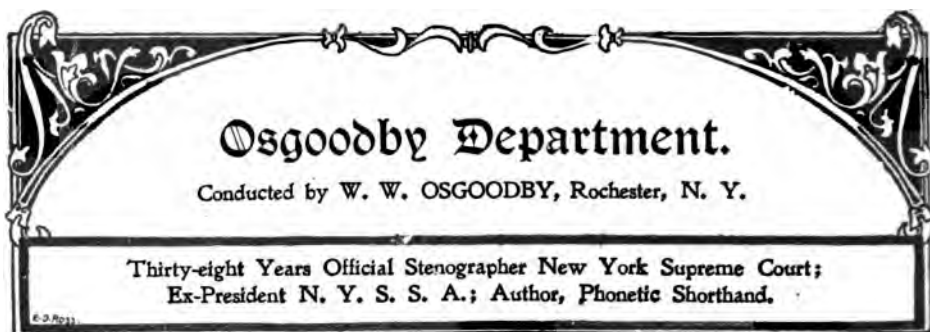 Osgoodby Department.
Conducted by W. W. OSGOODBY, Rochester, N. Y.
Thirty-eight Years Official Stenographer New York Supreme Court;
Ex-President N. Y. S. S. A.; Author, Phonetic Shorthand.